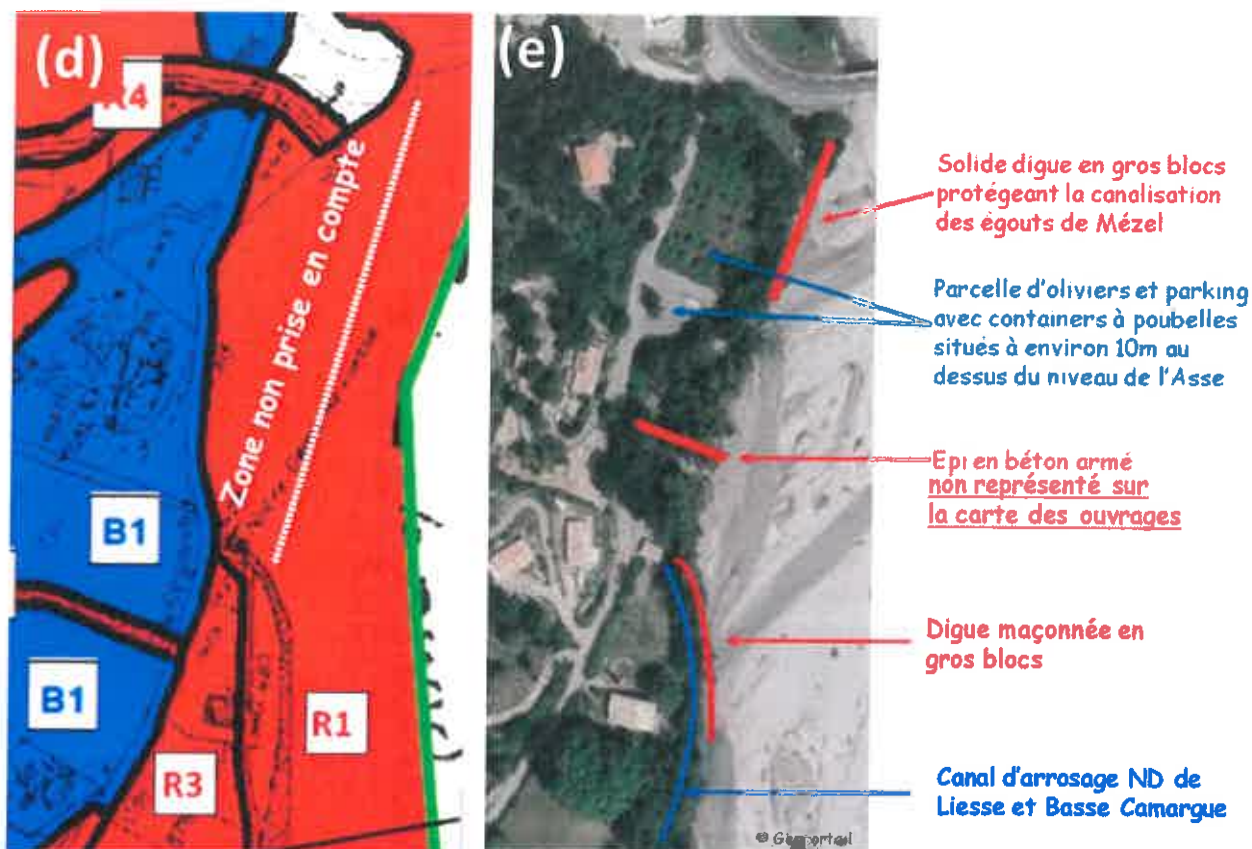 (d)
R4
Zone non prise en compte
B1
B1
R3
R1
(e)
Solide digue en gros blocs
protégeant la canalisation
des égouts de Mézel
Parcelle d'oliviers et parking
avec containers à poubelles
situés à environ 10m au
dessus du niveau de l'Asse
Epi en béton armé
non représenté sur
la carte des ouvrages
Digue maçonnée en
gros blocs
Canal d'arrosage ND de
Liesse et Basse Camargue
© Géoportail